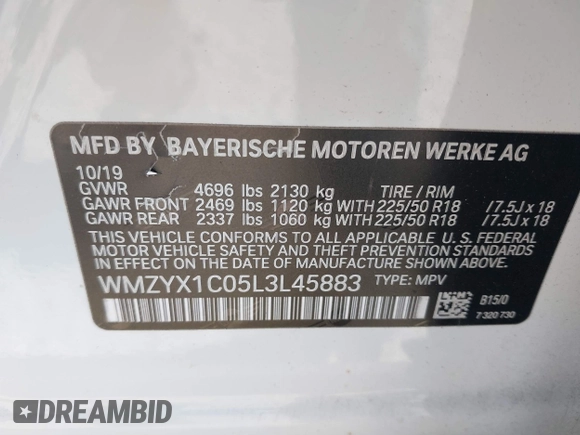 MFD BY BAYERISCHE MOTOREN WERKE AG
10/19
GVWR 4696 lbs 2130 kg TIRE / RIM
GAWR FRONT 2469 lbs 1120 kg WITH 225/50 R18 /7.5J x 18
GAWR REAR 2337 lbs 1060 kg WITH 225/50 R18 /7.5J x 18
THIS VEHICLE CONFORMS TO ALL APPLICABLE U. S. FEDERAL
MOTOR VEHICLE SAFETY, BUMPER, AND THEFT PREVENTION
STANDARDS IN EFFECT ON THE DATE OF MANUFACTURE SHOWN ABOVE.
WMZYX1C05L3L45883 TYPE: MPV
B15/0
7 320 730
DREAMBID